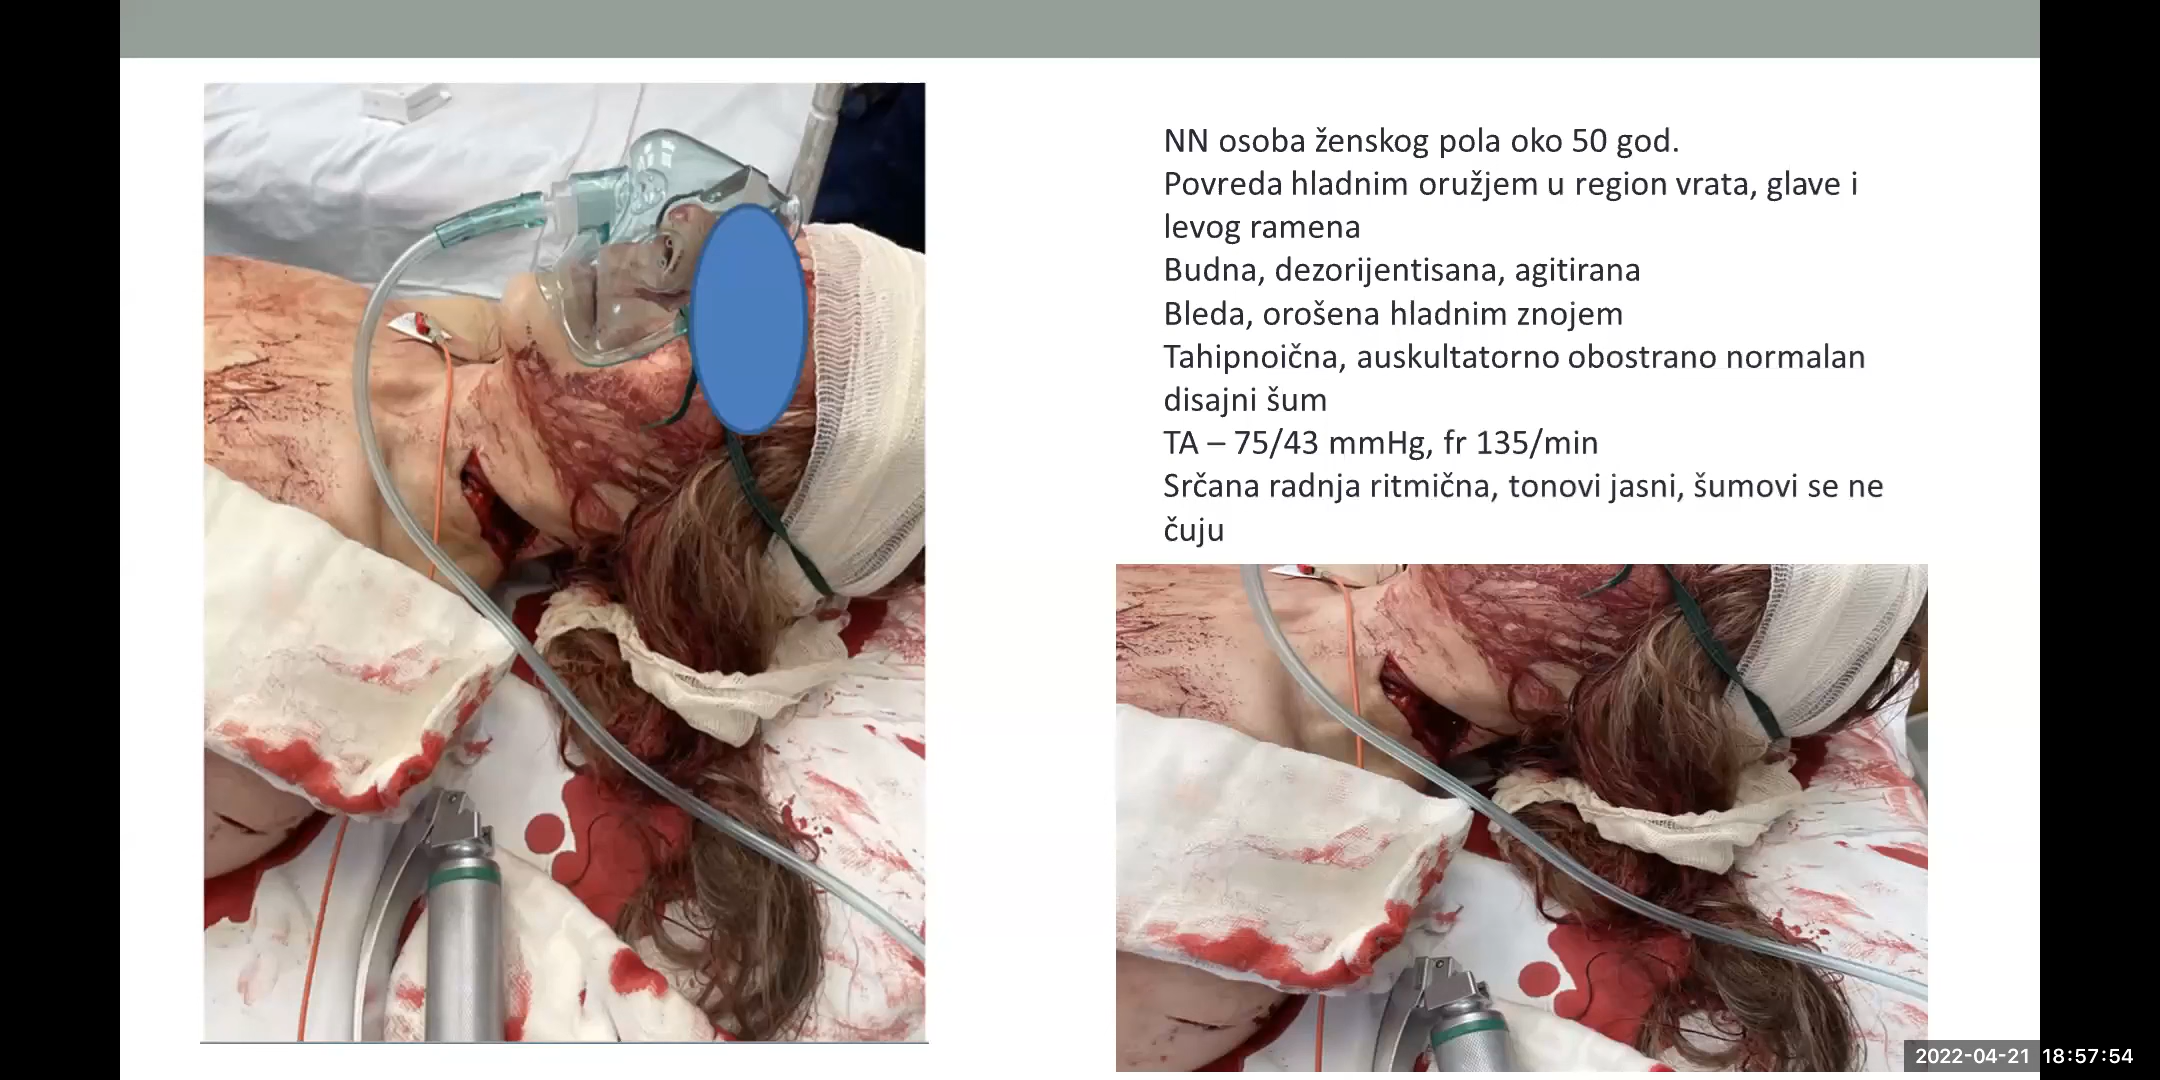 NN osoba ženskog pola oko 50 god.
Povreda hladnim oružjem u region vrata, glave i
levog ramena
Budna, dezorijentisana, agitirana
Bleda, orošena hladnim znojem
Tahipnoična, auskultatorno obostrano normalan
disajni šum
TA – 75/43 mmHg, fr 135/min
Srčana radnja ritmična, tonovi jasni, šumovi se ne
čuju
2022-04-21 18:57:54